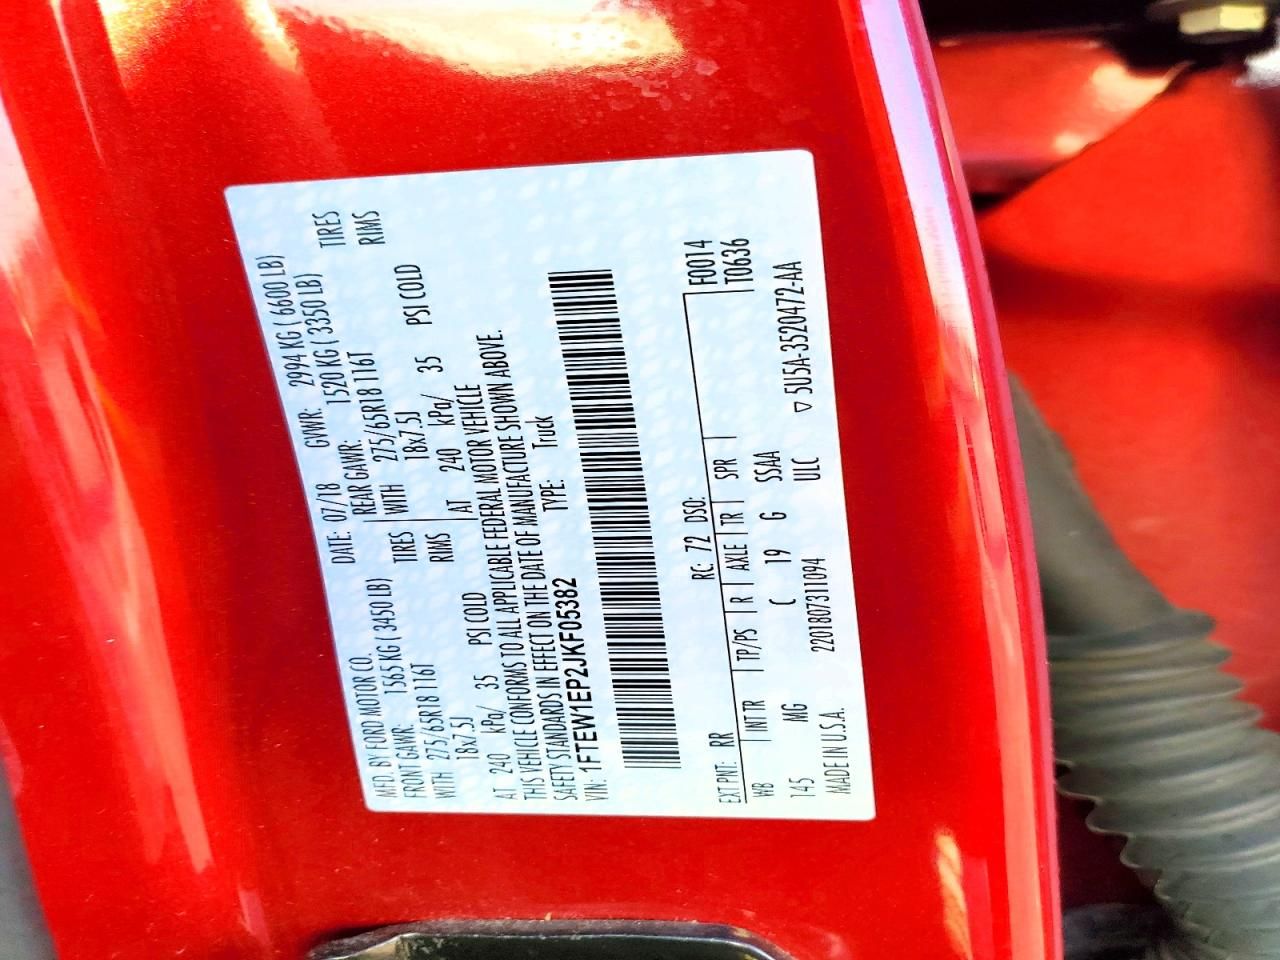 MFD. BY FORD MOTOR CO.
DATE: 07/18 GVWR: 2994 KG ( 6600 LB)
FRONT GAWR: 1565 KG ( 3450 LB) REAR GAWR: 1520 KG ( 3350 LB)
WITH 275/65R18 116T TIRES WITH 275/65R18 116T TIRES
18x7.5J RIMS 18x7.5J RIMS
AT 240 kPa/ 35 PSI COLD AT 240 kPa/ 35 PSI COLD
THIS VEHICLE CONFORMS TO ALL APPLICABLE FEDERAL MOTOR VEHICLE
SAFETY STANDARDS IN EFFECT ON THE DATE OF MANUFACTURE SHOWN ABOVE.
VIN: 1FTEW1EP2JKF05382 TYPE: Truck
EXT PNT: RR RC: 72 DSO: F0014
WB INT TR TP/PS R AXLE TR SPR T0636
145 MG C 19 G SSAA
MADE IN U.S.A. 220180731I094 ULC ▽ 5U5A-3520472-AA